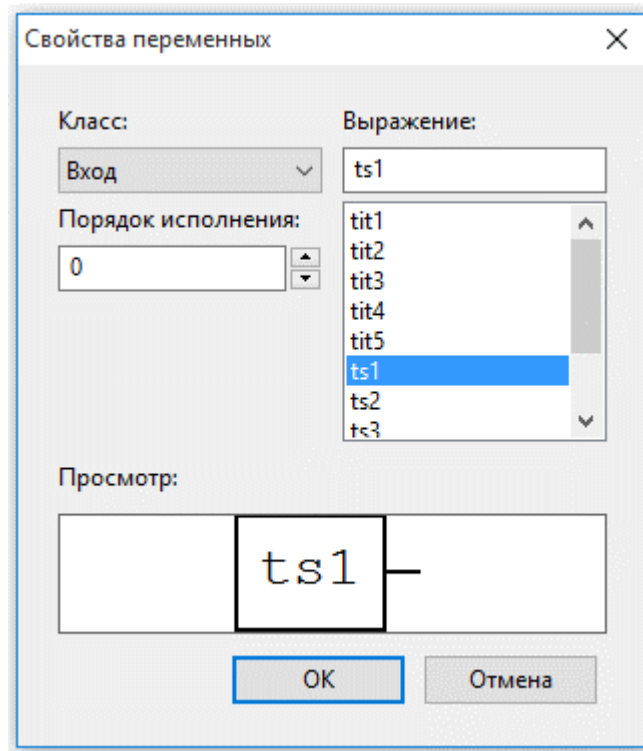 Свойства переменных
Класс:
Выражение:
Вход
ts1
Порядок исполнения:
0
tit1
tit2
tit3
tit4
tit5
ts1
ts2
ts3
Просмотр:
ts1
OK
Отмена